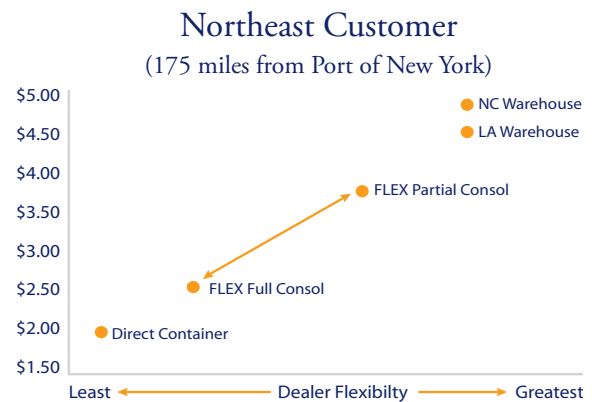 Northeast Customer
(175 miles from Port of New York)
$5.00
NC Warehouse
$4.50
LA Warehouse
$4.00
FLEX Partial Consol
$3.50
$3.00
$2.50
FLEX Full Consol
$2.00
Direct Container
$1.50
Least
Dealer Flexibilty
Greatest